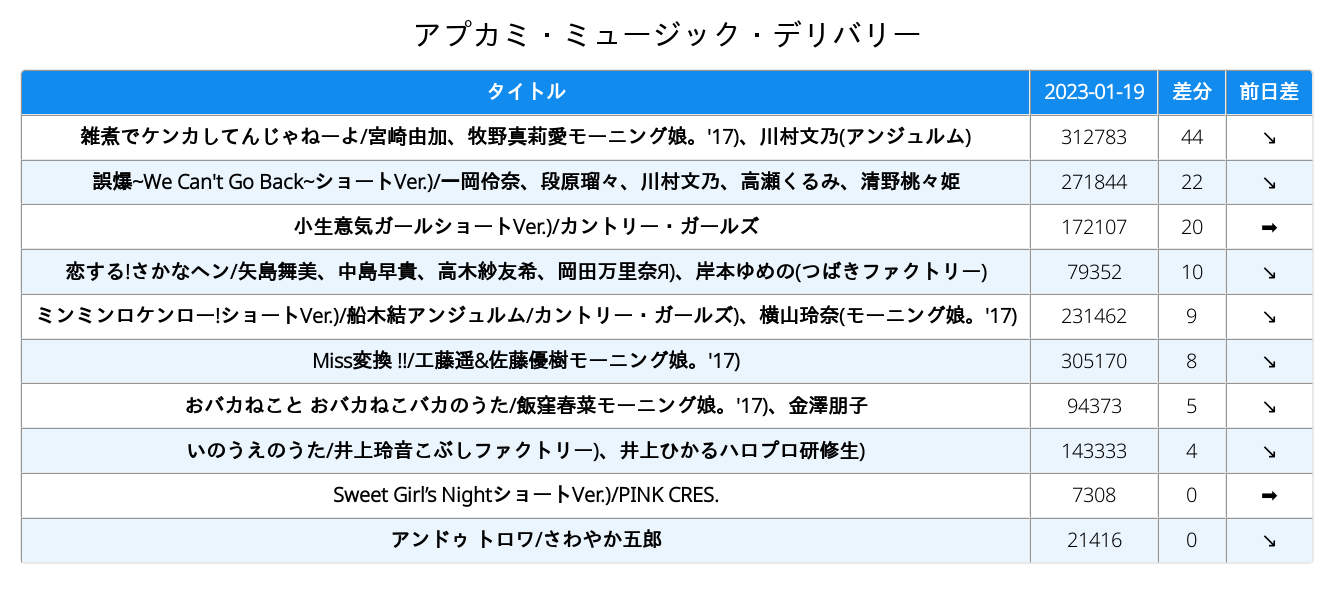 アプカミ・ミュージック・デリバリー
タイトル 2023-01-19 差分 前日差
雑煮でケンカしてんじゃねーよ/宮崎由加、牧野真莉愛モーニング娘。'17)、川村文乃(アンジュルム) 312783 44 ↘
誤爆~We Can't Go Back~ショートVer.)/一岡伶奈、段原瑠々、川村文乃、高瀬くるみ、清野桃々姫 271844 22 ↘
小生意気ガールショートVer.)/カントリー・ガールズ 172107 20 ➡
恋する!さかなヘン/矢島舞美、中島早貴、高木紗友希、岡田万里奈Я)、岸本ゆめの(つばきファクトリー) 79352 10 ↘
ミンミンロケンロー!ショートVer.)/船木結アンジュルム/カントリー・ガールズ)、横山玲奈(モーニング娘。'17) 231462 9 ↘
Miss変換 !!/工藤遥&佐藤優樹モーニング娘。'17) 305170 8 ↘
おバカねこと おバカねこバカのうた/飯窪春菜モーニング娘。'17)、金澤朋子 94373 5 ↘
いのうえのうた/井上玲音こぶしファクトリー)、井上ひかるハロプロ研修生) 143333 4 ↘
Sweet Girl’s NightショートVer.)/PINK CRES. 7308 0 ➡
アンドゥ トロワ/さわやか五郎 21416 0 ↘